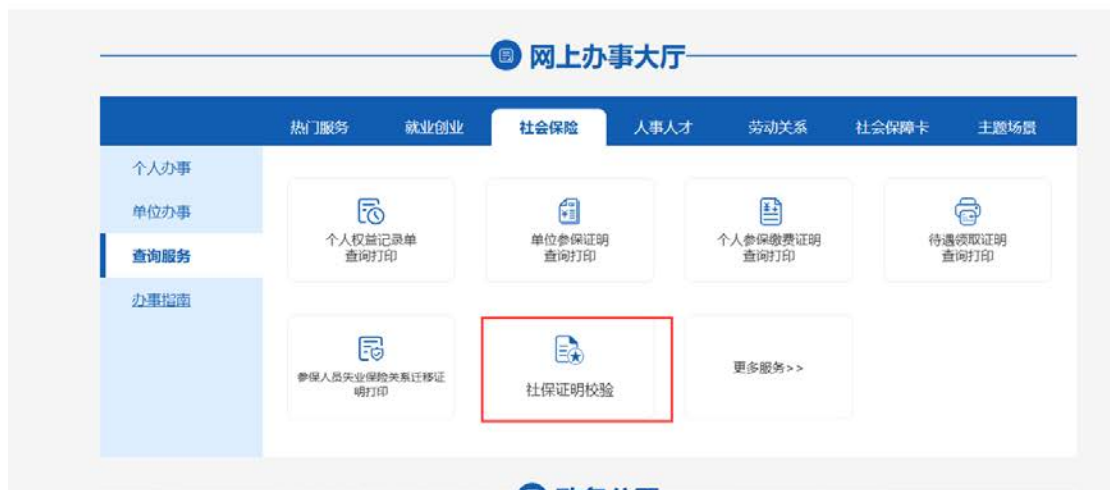 网上办事大厅
热门服务 就业创业 社会保险 人事人才 劳动关系 社会保障卡 主题场景
个人办事
单位办事
查询服务
办事指南
个人权益记录单
查询打印
单位参保证明
查询打印
个人参保缴费证明
查询打印
待遇领取证明
查询打印
参保人员失业保险关系迁移证
明打印
社保证明校验
更多服务>>